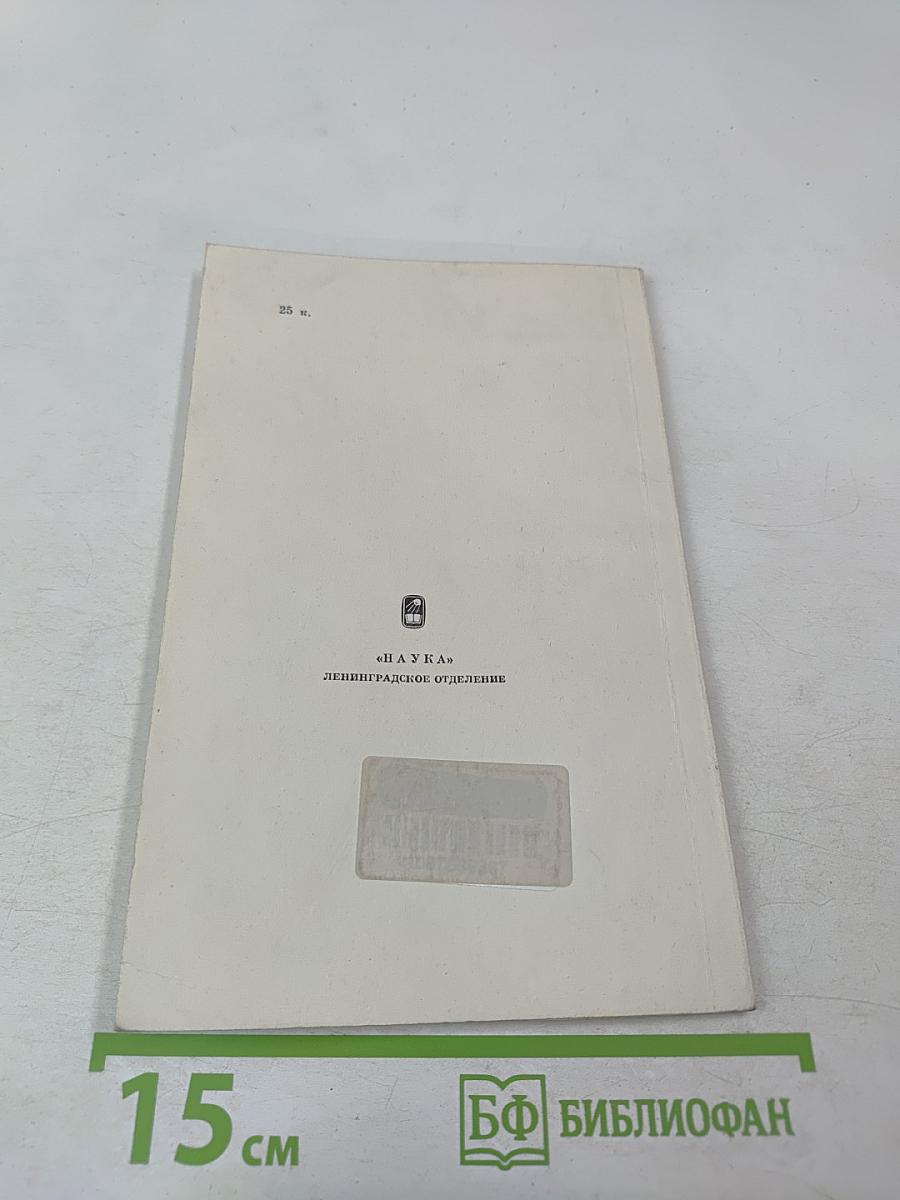 25 к.
«НАУКА»
ЛЕНИНГРАДСКОЕ ОТДЕЛЕНИЕ
15 см
БФ БИБЛИОФАН